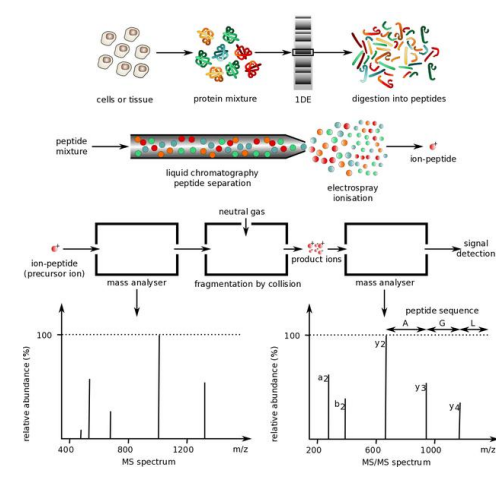 cells or tissue
protein mixture
1DE
digestion into peptides
peptide
mixture
liquid chromatography
peptide separation
electrospray
ionisation
e⁺
ion-peptide
neutral gas
e⁺
ion-peptide
(precursor ion)
mass analyser
fragmentation by collision
product ions
mass analyser
signal
detection
relative abundance (%)
100
400
800
1200
m/z
MS spectrum
peptide sequence
A
G
L
relative abundance (%)
100
a2
b2
y2
y3
y4
200
600
1000
m/z
MS/MS spectrum